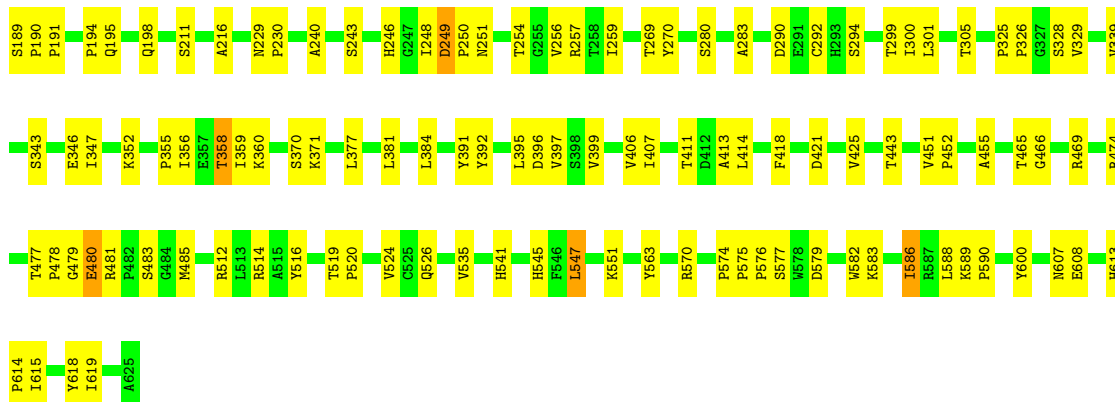 S189 P190 P191 P194 Q195 Q198 S211 A216 N229 P230 A240 S243 H246 G247 I248 D249 P250 N251 T254 G255 V256 R257 T258 I259 T269 Y270 S280 A283 D290 E291 C292 H293 S294 T299 I300 L301 T305 P325 P326 G327 S328 V329
S343 E346 I347 K352 P355 I356 E357 T358 I359 K360 S370 K371 L377 L381 L384 Y391 Y392 L395 D396 V397 S398 V399 V406 I407 T411 D412 A413 L414 F418 D421 V425 T443 V451 P452 A455 T465 G466 R469
T477 P478 G479 E480 R481 P482 S483 G484 M485 R512 L513 R514 A515 Y516 T519 P520 V524 C525 Q526 V535 H541 H545 F546 L547 K551 Y563 R570 P574 P575 P576 S577 W578 D579 W582 K583 I586 R587 L588 K589 P590 Y600 N607 E608
P614 I615 Y618 I619 A625